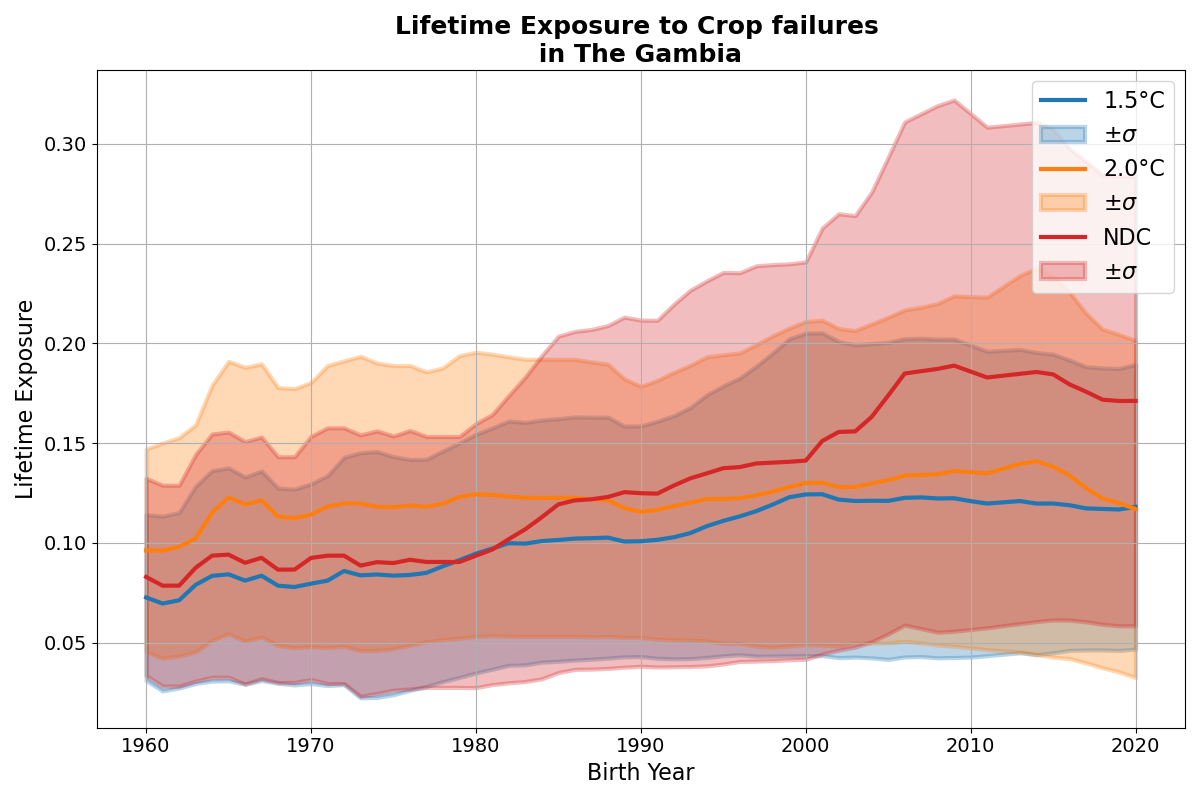 Lifetime Exposure to Crop failures
in The Gambia
Lifetime Exposure
0.30
0.25
0.20
0.15
0.10
0.05
1960
1970
1980
1990
2000
2010
2020
Birth Year
1.5°C
±σ
2.0°C
±σ
NDC
±σ